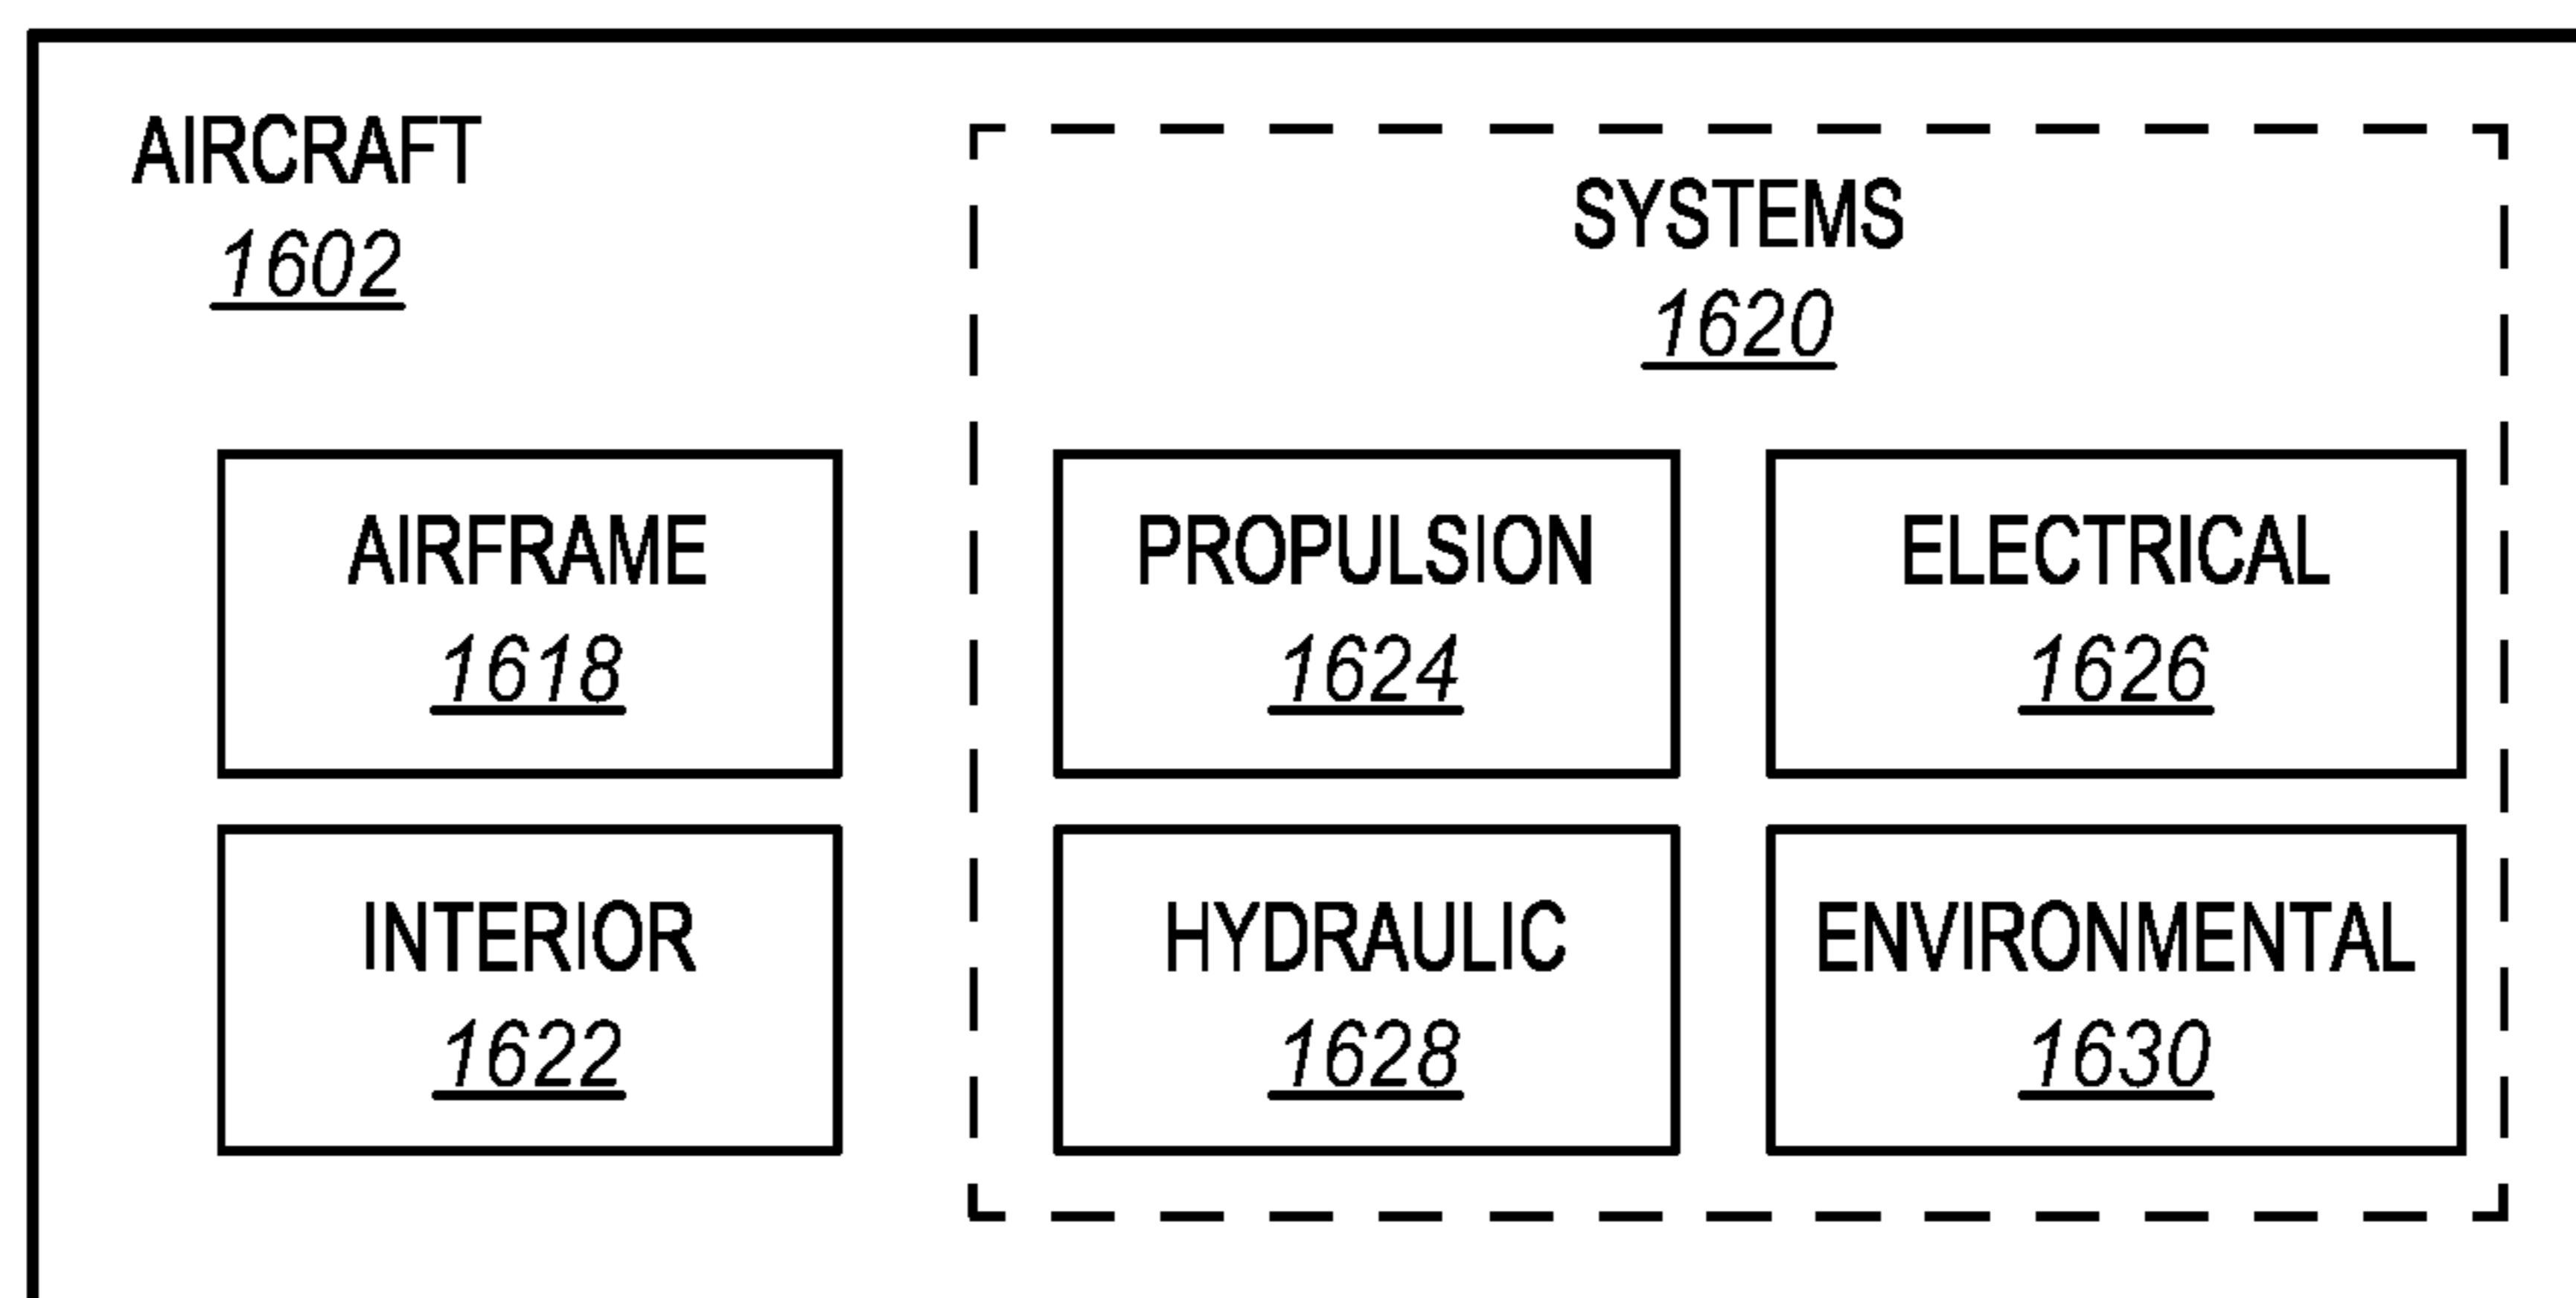 AIRCRAFT
1602
SYSTEMS
1620
AIRFRAME
1618
PROPULSION
1624
ELECTRICAL
1626
INTERIOR
1622
HYDRAULIC
1628
ENVIRONMENTAL
1630